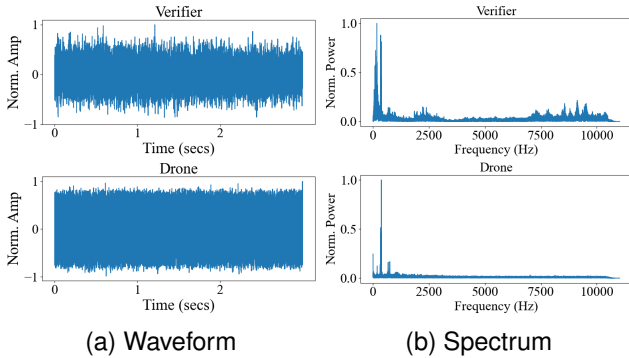 Verifier
Norm. Amp
1
0
−1
0 1 2
Time (secs)
Drone
Norm. Amp
1
0
−1
0 1 2
Time (secs)
(a) Waveform
Verifier
Norm. Power
1.0
0.5
0.0
0 2500 5000 7500 10000
Frequency (Hz)
Drone
Norm. Power
1.0
0.5
0.0
0 2500 5000 7500 10000
Frequency (Hz)
(b) Spectrum